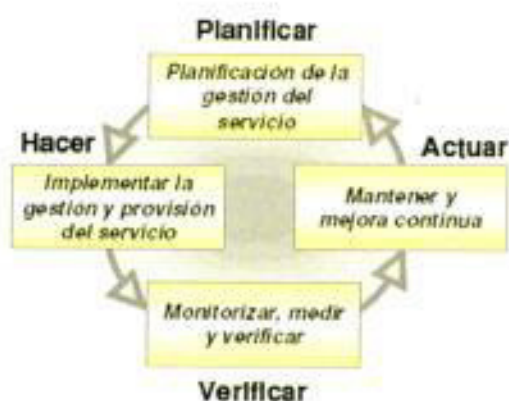 Planificar
Planificación de la
gestión del
servicio
Hacer
Implementar la
gestión y provisión
del servicio
Actuar
Mantener y
mejora continua
Monitorizar, medir
y verificar
Verificar